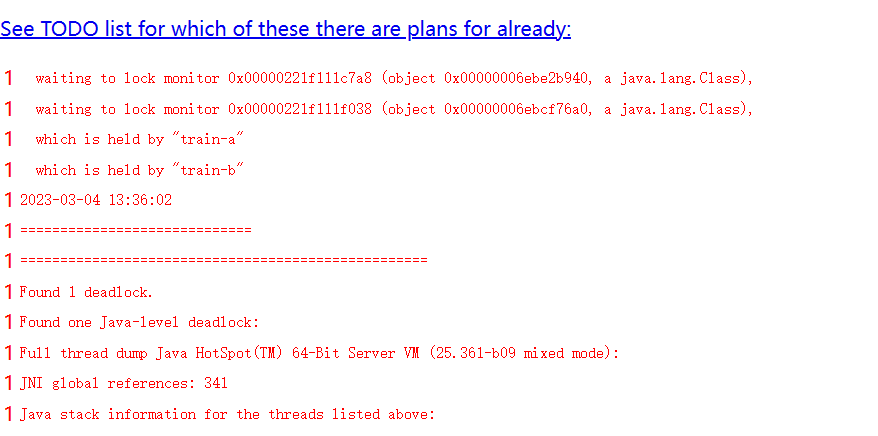 See TODO list for which of these there are plans for already:
1 waiting to lock monitor 0x00000221f111c7a8 (object 0x00000006ebe2b940, a java.lang.Class),
1 waiting to lock monitor 0x00000221f111f038 (object 0x00000006ebcf76a0, a java.lang.Class),
1 which is held by "train-a"
1 which is held by "train-b"
1 2023-03-04 13:36:02
1 =============================
1 ===================================================
1 Found 1 deadlock.
1 Found one Java-level deadlock:
1 Full thread dump Java HotSpot(TM) 64-Bit Server VM (25.361-b09 mixed mode):
1 JNI global references: 341
1 Java stack information for the threads listed above: